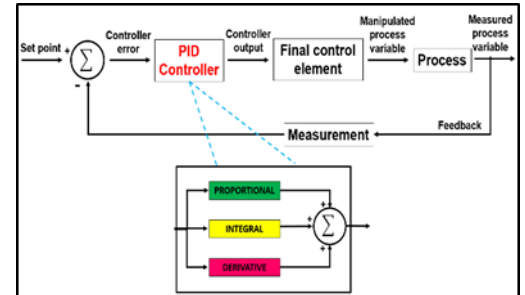 Set point
+
∑
-
Controller
error
PID
Controller
Controller
output
Final control
element
Manipulated
process
variable
Process
Measured
process
variable
Feedback
Measurement
PROPORTIONAL
INTEGRAL
DERIVATIVE
+
+
+
∑